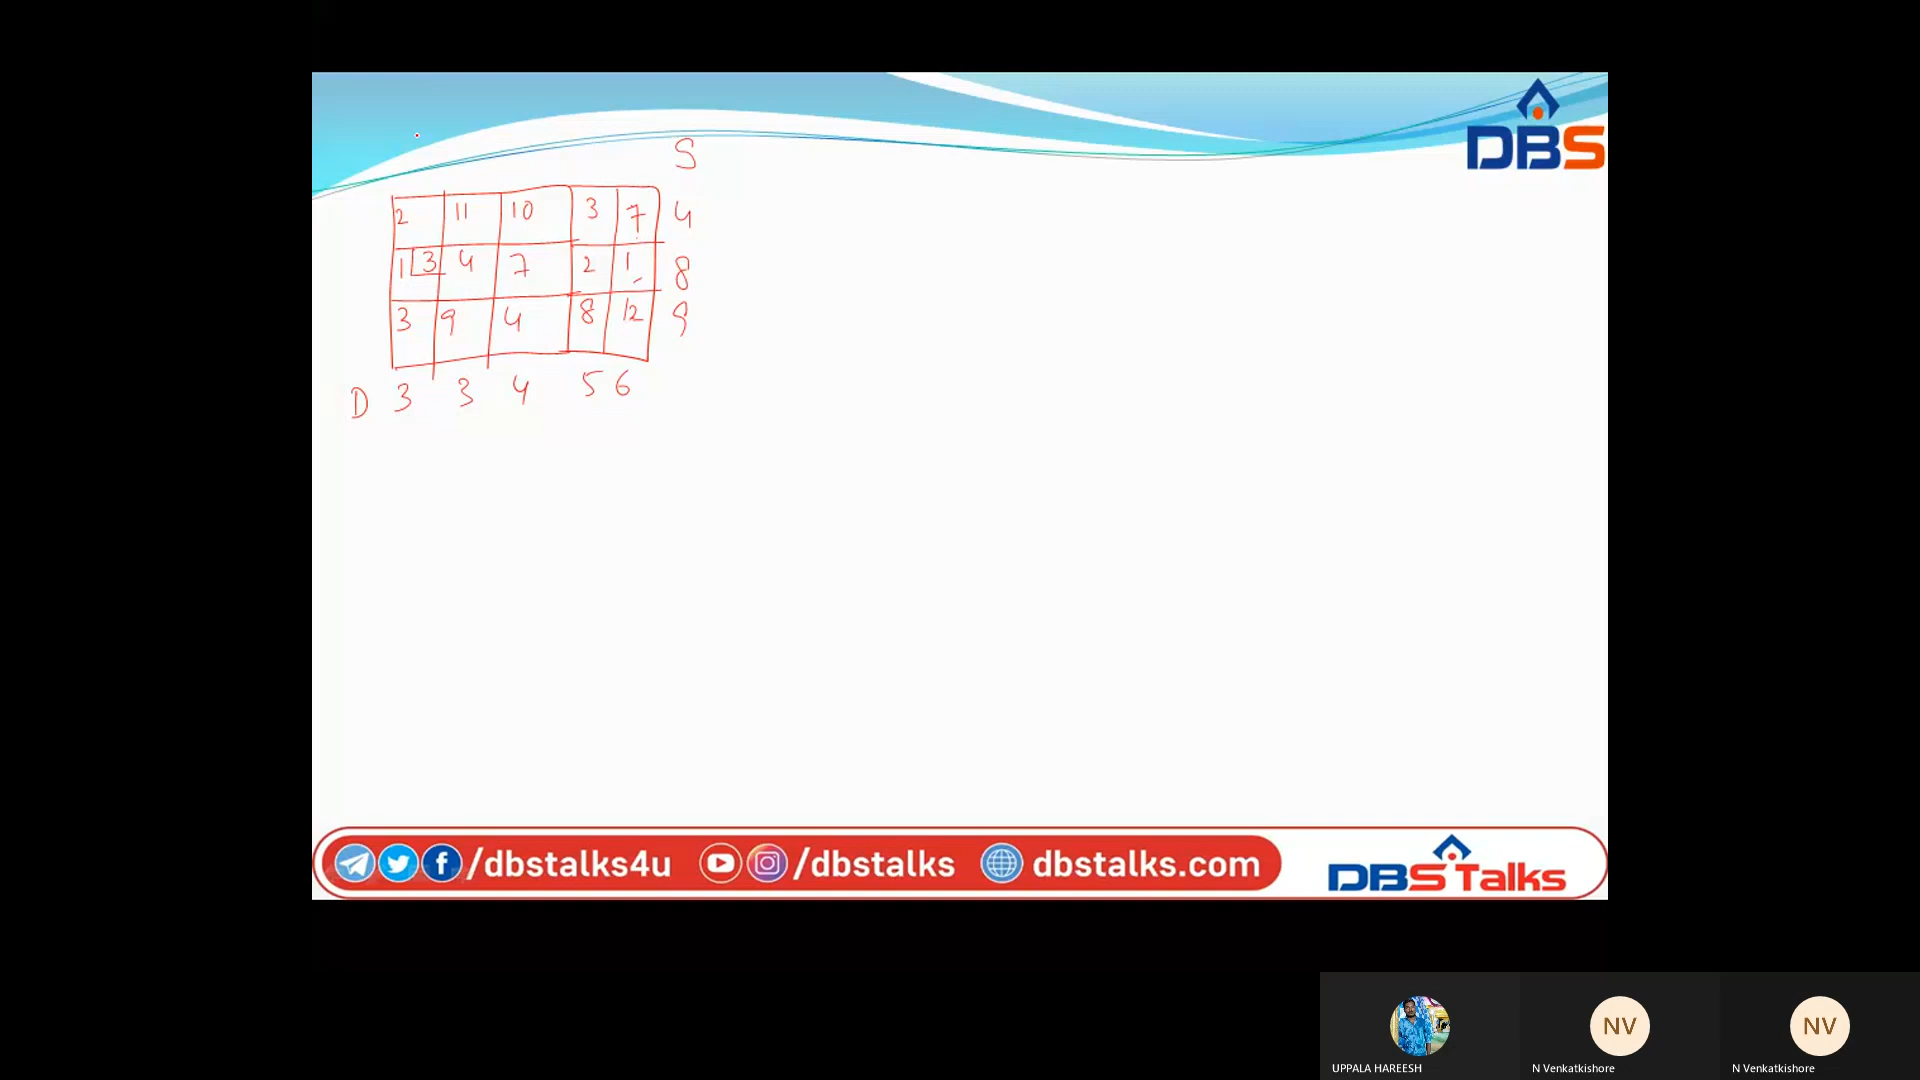 DBS
S
2 11 10 3 7 4
1 3 4 7 2 1 8
3 9 4 8 12 9
D 3 3 4 5 6
/dbstalks4u /dbstalks dbstalks.com DBS Talks
NV NV
UPPALA HAREESH N Venkatkishore N Venkatkishore